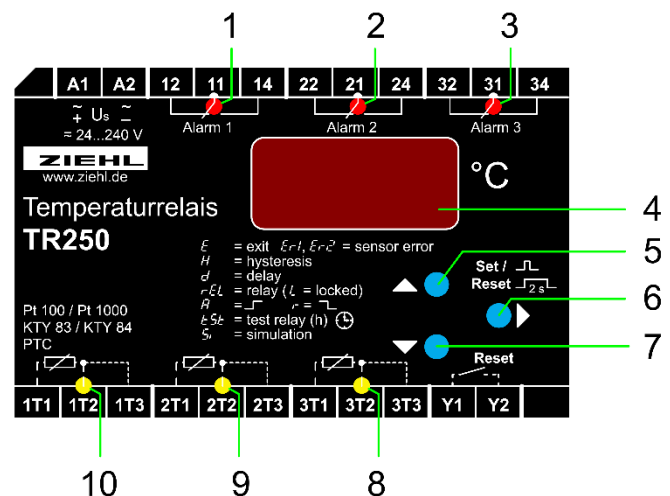 1 2 3
A1 A2 12 11 14 22 21 24 32 31 34
Us
= 24...240 V
Alarm 1 Alarm 2 Alarm 3
ZIEHL
www.ziehl.de
°C
Temperaturrelais
TR250
4
E = exit Er1, Er2 = sensor error
H = hysteresis
d = delay
rEL = relay (L = locked)
A = r =
tSt = test relay (h)
Si = simulation
5
Set /
Reset 2 s
6
7
Pt 100 / Pt 1000
KTY 83 / KTY 84
PTC
Reset
1T1 1T2 1T3 2T1 2T2 2T3 3T1 3T2 3T3 Y1 Y2
10 9 8